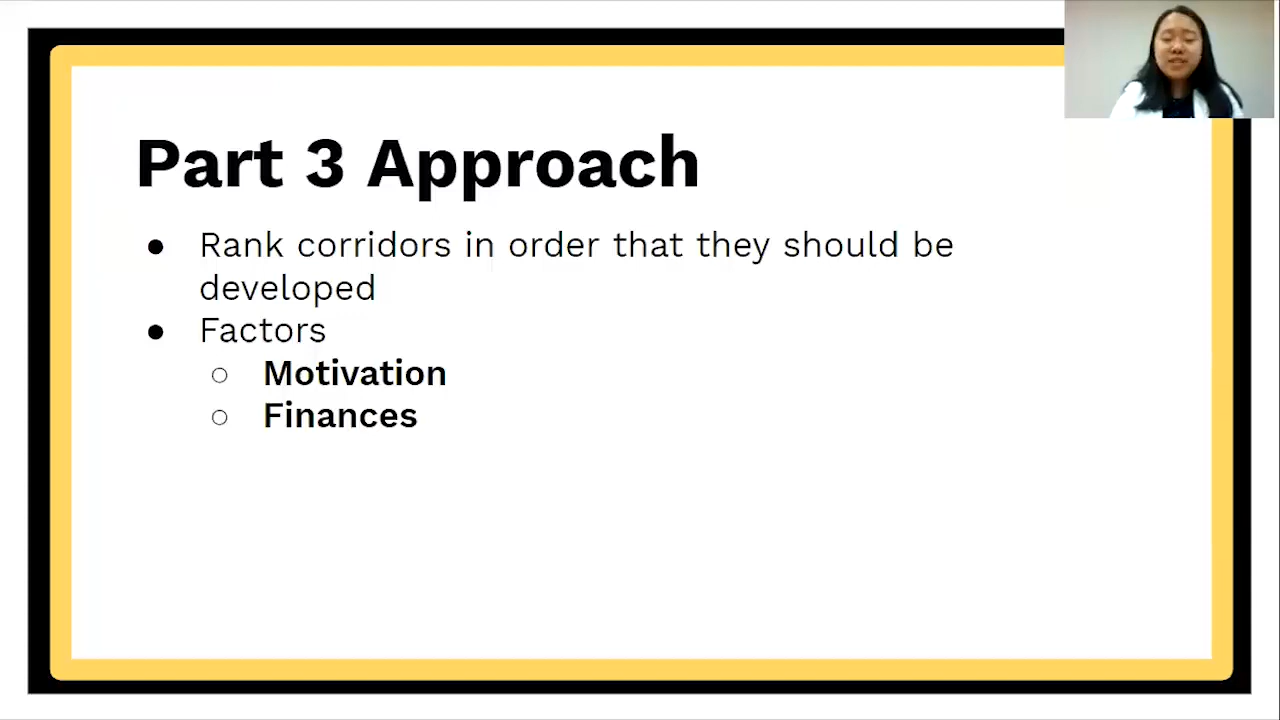 Part 3 Approach
● Rank corridors in order that they should be
developed
● Factors
○ Motivation
○ Finances